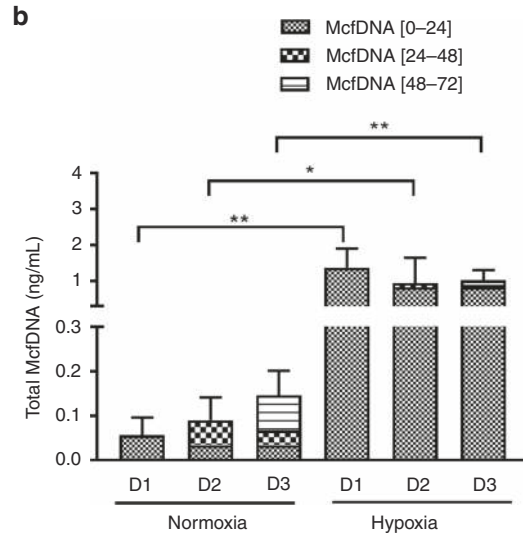 b
McfDNA [0–24]
McfDNA [24–48]
McfDNA [48–72]
**
*
**
Total McfDNA (ng/mL)
4
3
2
1
0.3
0.2
0.1
0.0
D1 D2 D3 D1 D2 D3
Normoxia Hypoxia